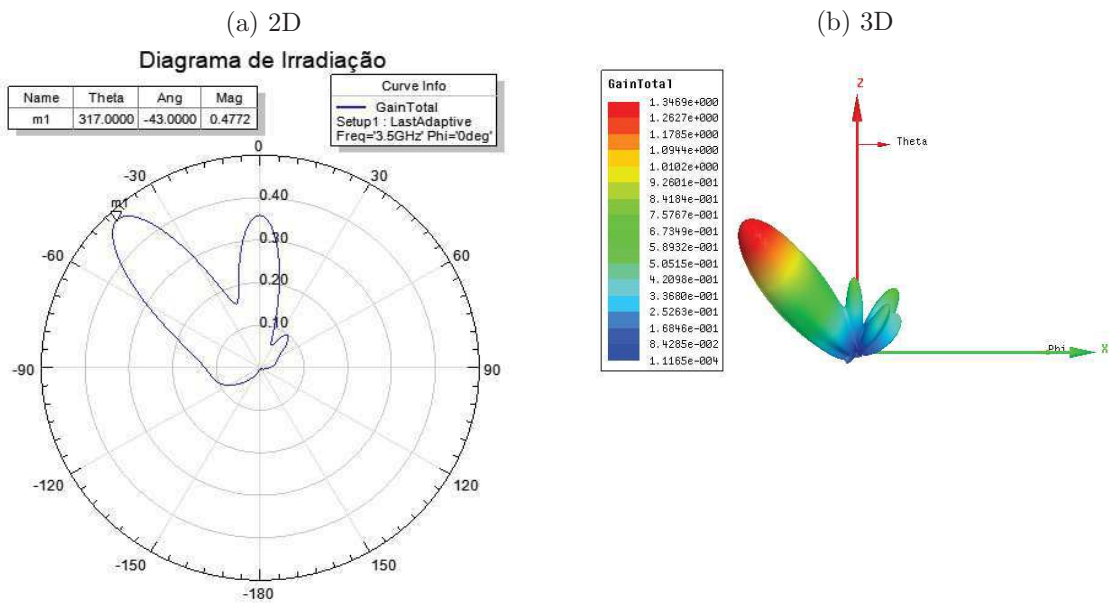 (a) 2D
Diagrama de Irradiação
Name Theta Ang Mag
m1 317.0000 -43.0000 0.4772
Curve Info
GainTotal
Setup1 : LastAdaptive
Freq='3.5GHz' Phi='0deg'
0
-30
30
m1
0.40
-60
0.30
60
0.20
0.10
-90
90
-120
120
-150
150
-180
(b) 3D
GainTotal
1.3469e+000
1.2627e+000
1.1785e+000
1.0944e+000
1.0102e+000
9.2601e-001
8.4184e-001
7.5767e-001
6.7349e-001
5.8932e-001
5.0515e-001
4.2098e-001
3.3680e-001
2.5263e-001
1.6846e-001
8.4285e-002
1.1165e-004
Z
Theta
Phi
X